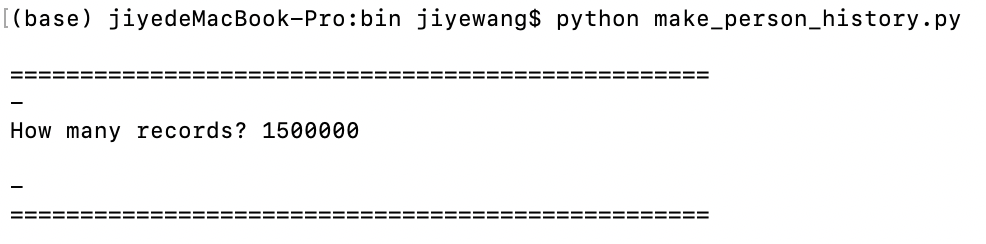 [(base) jiyedeMacBook-Pro:bin jiyewang$ python make_person_history.py
==================================================
-
How many records? 1500000
-
==================================================